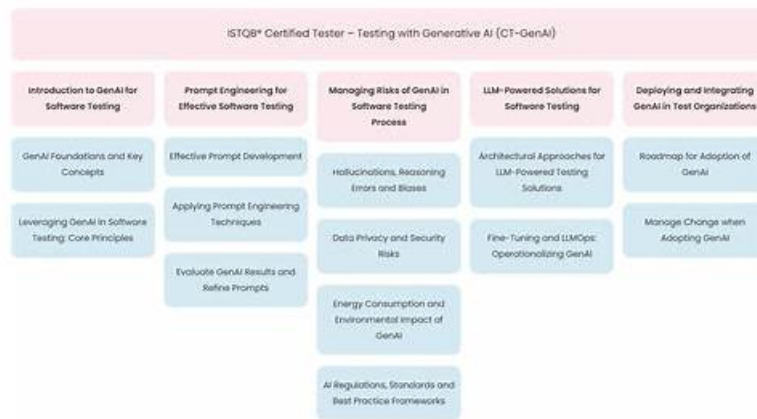 ISTQB® Certified Tester – Testing with Generative AI (CT-GenAI)
Introduction to GenAI for
Software Testing
GenAI Foundations and Key
Concepts
Leveraging GenAI in Software
Testing: Core Principles
Prompt Engineering for
Effective Software Testing
Effective Prompt Development
Applying Prompt Engineering
Techniques
Evaluate GenAI Results and
Refine Prompts
Managing Risks of GenAI in
Software Testing
Process
Hallucinations, Reasoning
Errors and Biases
Data Privacy and Security
Risks
Energy Consumption and
Environmental Impact of
GenAI
AI Regulations, Standards and
Best Practice Frameworks
LLM-Powered Solutions for
Software Testing
Architectural Approaches for
LLM-Powered Testing
Solutions
Fine-Tuning and LLMOps:
Operationalizing GenAI
Deploying and Integrating
GenAI in Test Organizations
Roadmap for Adoption of
GenAI
Manage Change when
Adopting GenAI